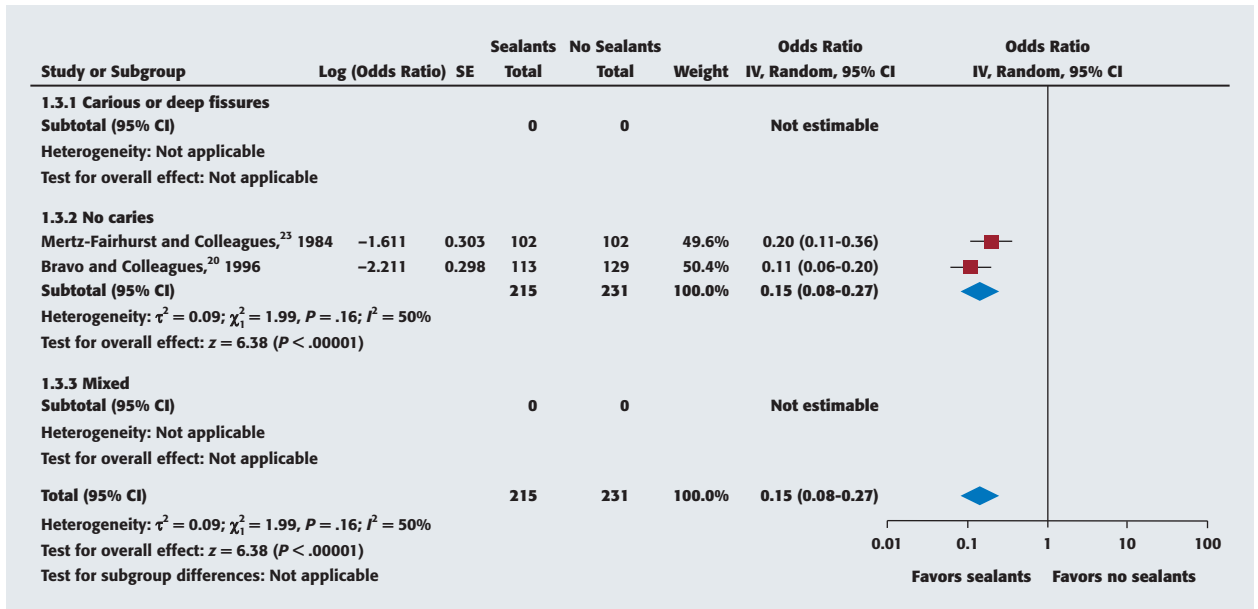 Sealants No Sealants Odds Ratio Odds Ratio
Study or Subgroup Log (Odds Ratio) SE Total Total Weight IV, Random, 95% CI IV, Random, 95% CI
1.3.1 Carious or deep fissures
Subtotal (95% CI) 0 0 Not estimable
Heterogeneity: Not applicable
Test for overall effect: Not applicable
1.3.2 No caries
Mertz-Fairhurst and Colleagues,²³ 1984 −1.611 0.303 102 102 49.6% 0.20 (0.11-0.36)
Bravo and Colleagues,²⁰ 1996 −2.211 0.298 113 129 50.4% 0.11 (0.06-0.20)
Subtotal (95% CI) 215 231 100.0% 0.15 (0.08-0.27)
Heterogeneity: τ² = 0.09; χ₁² = 1.99, P = .16; I² = 50%
Test for overall effect: z = 6.38 (P < .00001)
1.3.3 Mixed
Subtotal (95% CI) 0 0 Not estimable
Heterogeneity: Not applicable
Test for overall effect: Not applicable
Total (95% CI) 215 231 100.0% 0.15 (0.08-0.27)
Heterogeneity: τ² = 0.09; χ₁² = 1.99, P = .16; I² = 50%
Test for overall effect: z = 6.38 (P < .00001)
Test for subgroup differences: Not applicable
0.01 0.1 1 10 100
Favors sealants Favors no sealants